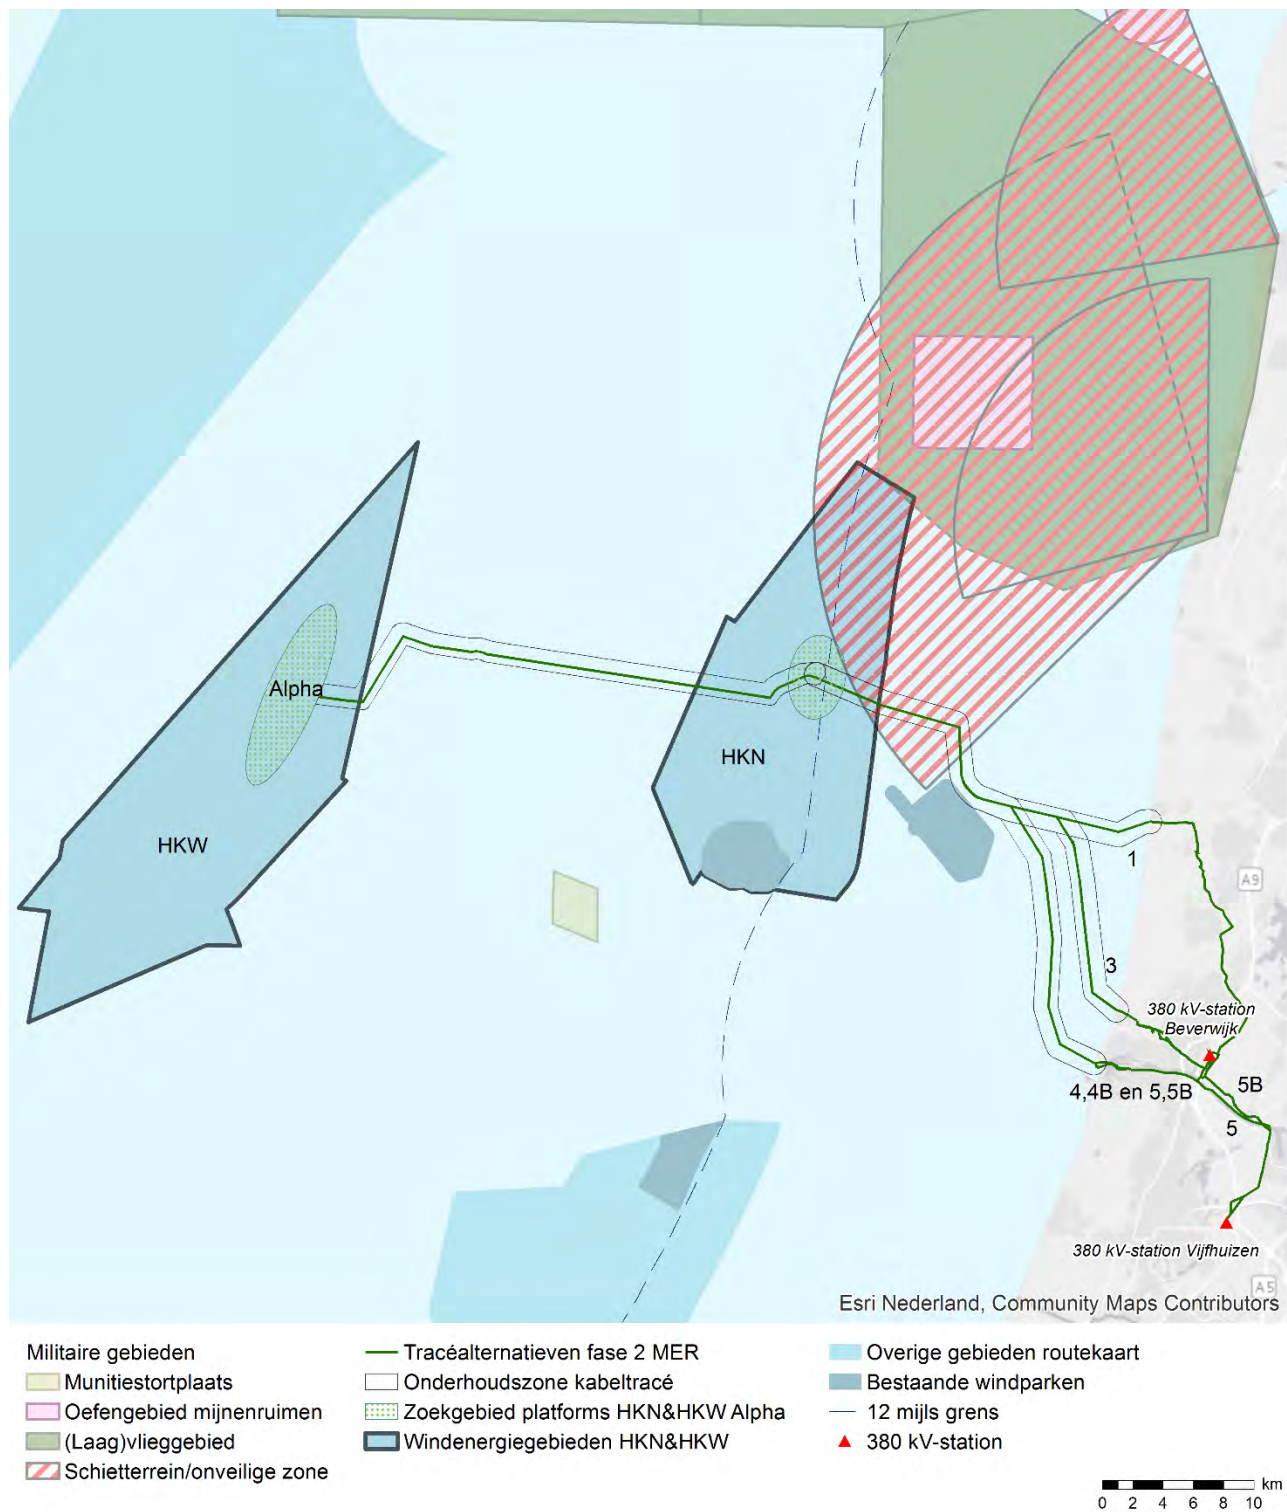 Alpha
HKN
HKW
1
A9
3
380 kV-station
Beverwijk
4,4B en 5,5B
5B
5
380 kV-station Vijfhuizen
A5
Esri Nederland, Community Maps Contributors
Militaire gebieden
Munitiestortplaats
Oefengebied mijnenruimen
(Laag)vlieggebied
Schietterrein/onveilige zone
Tracéalternatieven fase 2 MER
Onderhoudszone kabeltracé
Zoekgebied platforms HKN&HKW Alpha
Windenergiegebieden HKN&HKW
Overige gebieden routekaart
Bestaande windparken
12 mijls grens
380 kV-station
km
0 2 4 6 8 10